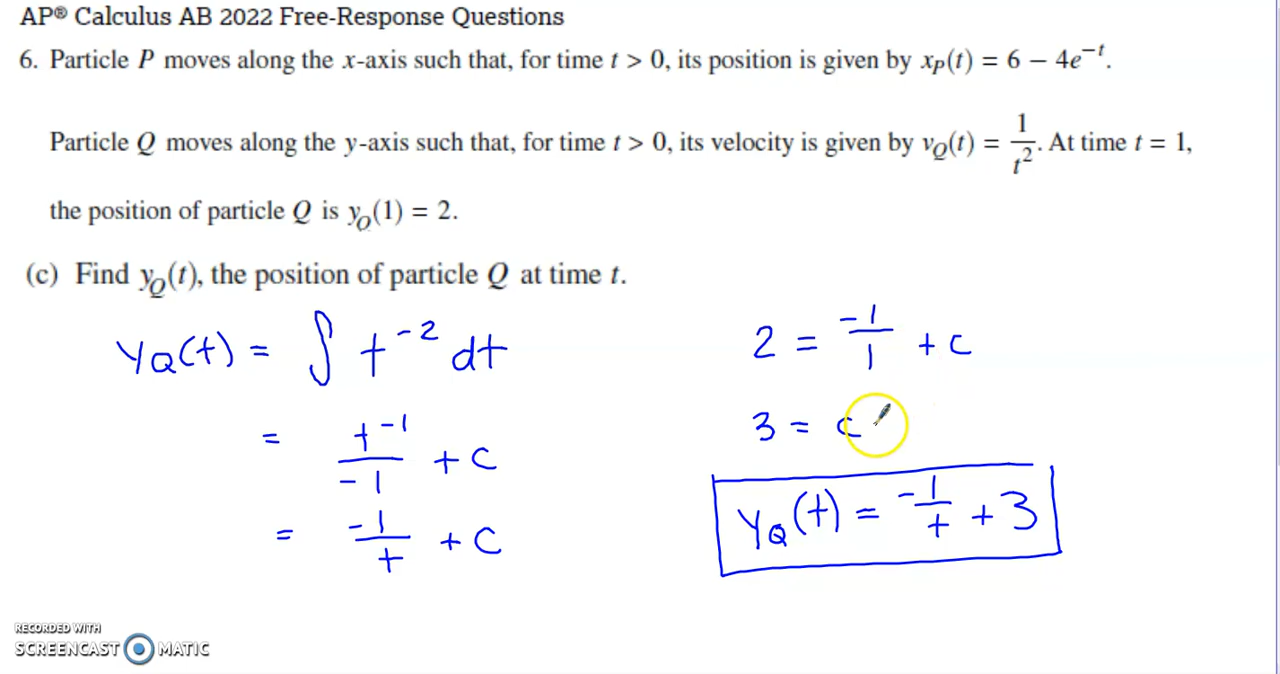 AP® Calculus AB 2022 Free-Response Questions
6. Particle P moves along the x-axis such that, for time t > 0, its position is given by xₚ(t) = 6 − 4e⁻ᵗ.
Particle Q moves along the y-axis such that, for time t > 0, its velocity is given by v_Q(t) = 1/t². At time t = 1,
the position of particle Q is y_Q(1) = 2.
(c) Find y_Q(t), the position of particle Q at time t.
y_Q(t) = ∫ t⁻² dt
= t⁻¹/-1 + C
= -1/t + C
2 = -1/1 + C
3 = C
y_Q(t) = -1/t + 3
RECORDED WITH
SCREENCAST MATIC